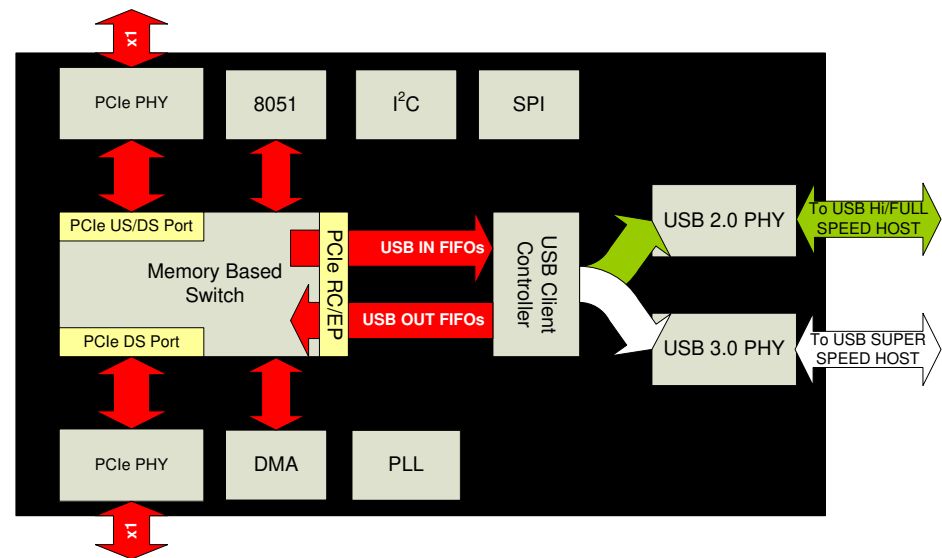 x1
PCIe PHY
8051
I²C
SPI
PCIe US/DS Port
Memory Based
Switch
PCIe DS Port
PCIe RC/EP
USB IN FIFOs
USB OUT FIFOs
USB Client
Controller
USB 2.0 PHY
To USB Hi/FULL
SPEED HOST
USB 3.0 PHY
To USB SUPER
SPEED HOST
PCIe PHY
DMA
PLL
x1